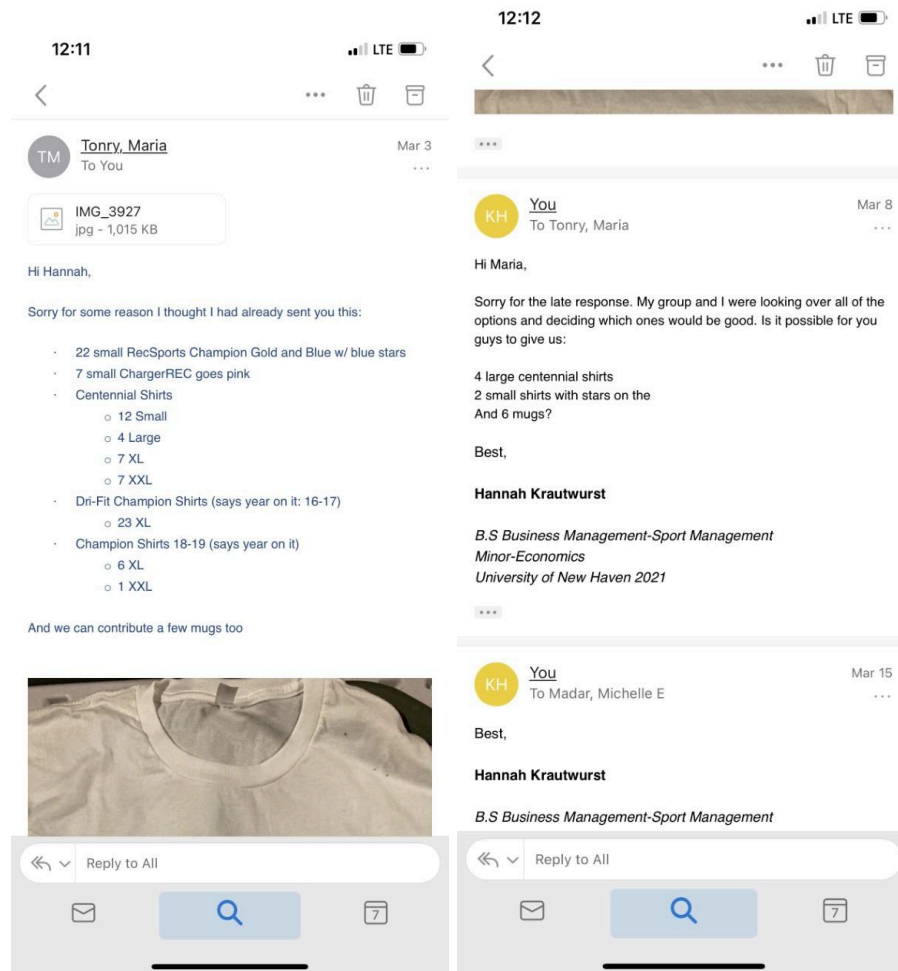 12:11
LTE
TM
Tonry, Maria
To You
Mar 3
IMG_3927
jpg - 1,015 KB
Hi Hannah,
Sorry for some reason I thought I had already sent you this:
· 22 small RecSports Champion Gold and Blue w/ blue stars
· 7 small ChargerREC goes pink
· Centennial Shirts
o 12 Small
o 4 Large
o 7 XL
o 7 XXL
· Dri-Fit Champion Shirts (says year on it: 16-17)
o 23 XL
· Champion Shirts 18-19 (says year on it)
o 6 XL
o 1 XXL
And we can contribute a few mugs too
Reply to All
7
12:12
LTE
KH
You
To Tonry, Maria
Mar 8
Hi Maria,
Sorry for the late response. My group and I were looking over all of the
options and deciding which ones would be good. Is it possible for you
guys to give us:
4 large centennial shirts
2 small shirts with stars on the
And 6 mugs?
Best,
Hannah Krautwurst
B.S Business Management-Sport Management
Minor-Economics
University of New Haven 2021
KH
You
To Madar, Michelle E
Mar 15
Best,
Hannah Krautwurst
B.S Business Management-Sport Management
Reply to All
7